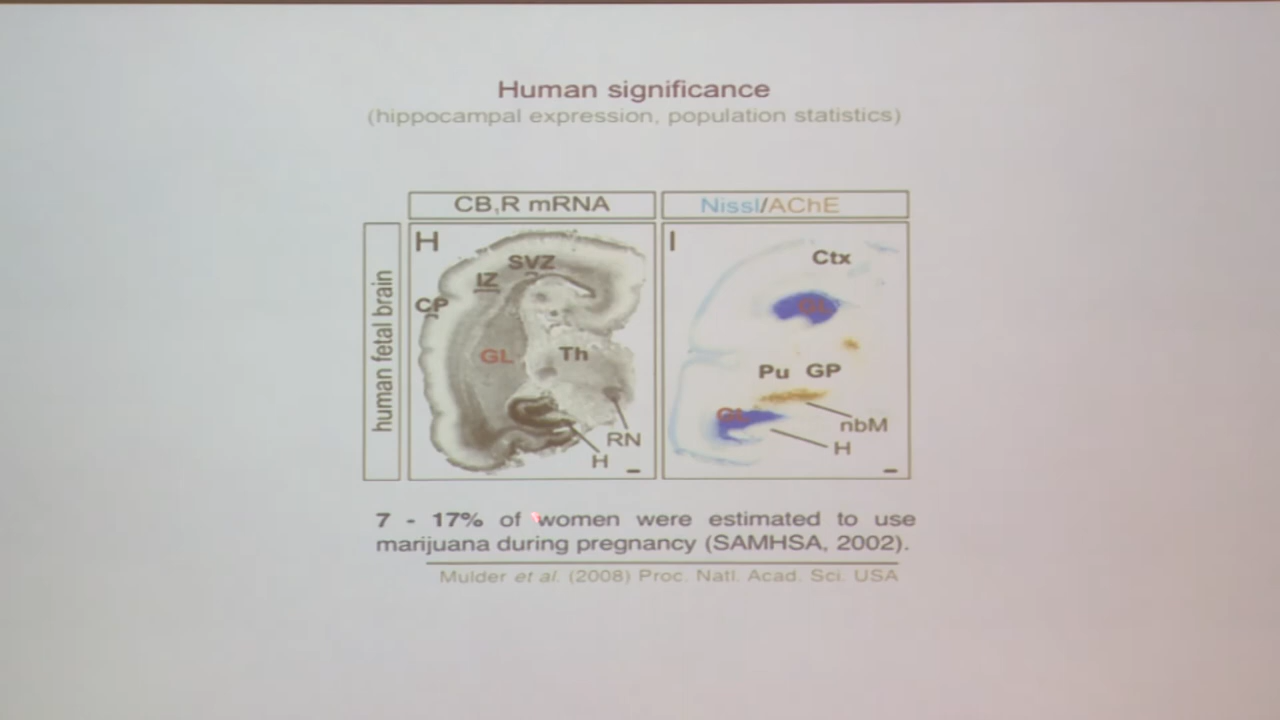 Human significance
(hippocampal expression, population statistics)
CB₁R mRNA
Nissl/AChE
human fetal brain
H
SVZ
IZ
CP
GL
Th
RN
H
I
Ctx
GL
Pu GP
GL
nbM
H
7 - 17% of women were estimated to use
marijuana during pregnancy (SAMHSA, 2002).
Mulder et al. (2008) Proc. Natl. Acad. Sci. USA